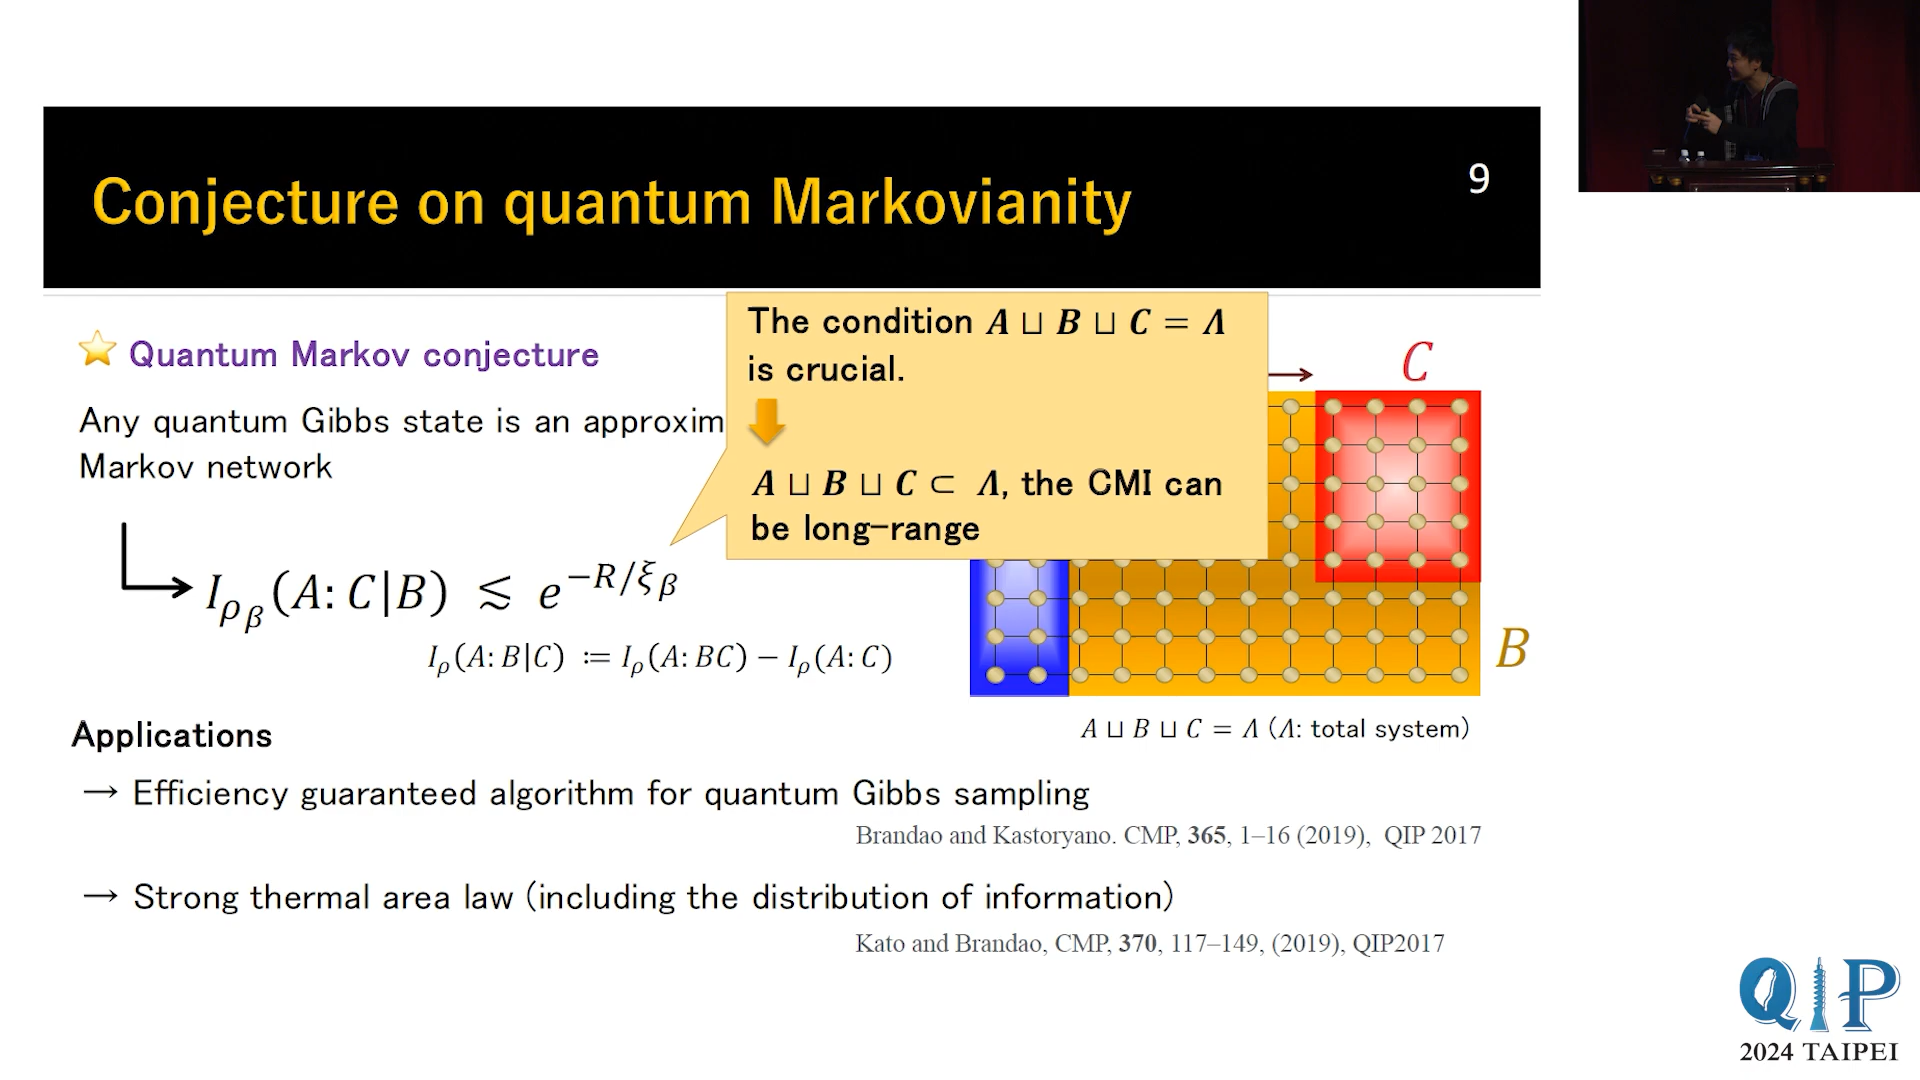 Conjecture on quantum Markovianity
9
Quantum Markov conjecture
Any quantum Gibbs state is an approxim
Markov network
The condition A ⊔ B ⊔ C = Λ
is crucial.
A ⊔ B ⊔ C ⊂ Λ, the CMI can
be long-range
C
B
I_{ρ_β}(A: C|B) ≲ e^{-R/ξ_β}
I_ρ(A: B|C) ≔ I_ρ(A: BC) − I_ρ(A: C)
A ⊔ B ⊔ C = Λ (Λ: total system)
Applications
→ Efficiency guaranteed algorithm for quantum Gibbs sampling
Brandao and Kastoryano. CMP, 365, 1–16 (2019), QIP 2017
→ Strong thermal area law (including the distribution of information)
Kato and Brandao, CMP, 370, 117–149, (2019), QIP2017
QIP
2024 TAIPEI